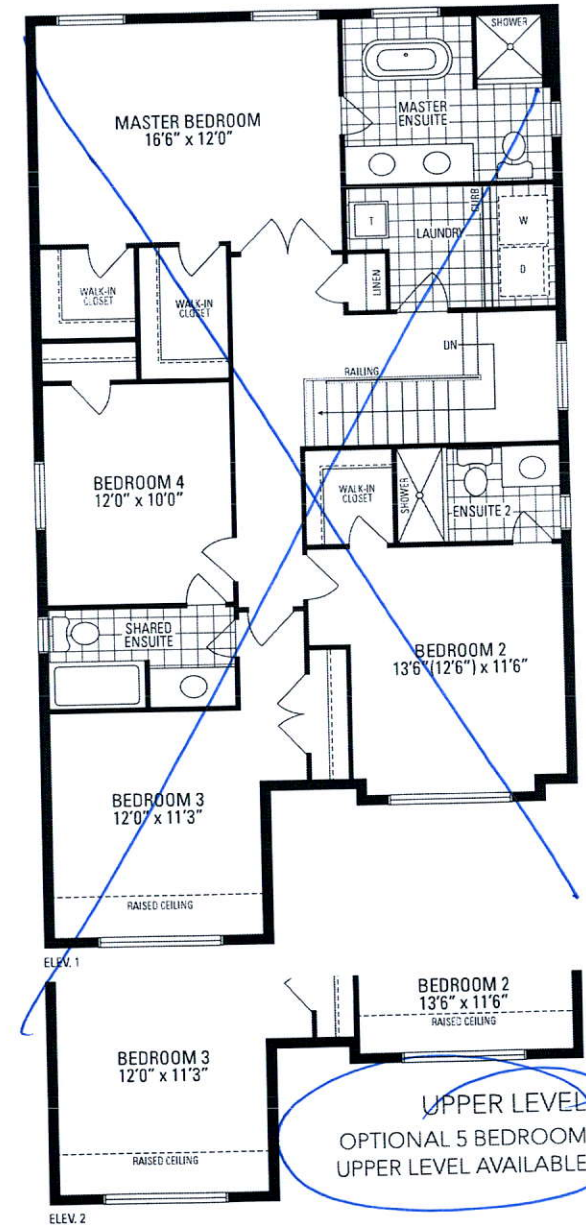 SHOWER
MASTER BEDROOM
16'6" x 12'0"
MASTER
ENSUITE
T
LAUNDRY
CURB
W
D
LINEN
WALK-IN
CLOSET
WALK-IN
CLOSET
DN
RAILING
BEDROOM 4
12'0" x 10'0"
WALK-IN
CLOSET
SHOWER
ENSUITE 2
SHARED
ENSUITE
BEDROOM 2
13'6"(12'6") x 11'6"
BEDROOM 3
12'0" x 11'3"
RAISED CEILING
ELEV. 1
BEDROOM 2
13'6" x 11'6"
RAISED CEILING
BEDROOM 3
12'0" x 11'3"
RAISED CEILING
ELEV. 2
UPPER LEVEL
OPTIONAL 5 BEDROOM
UPPER LEVEL AVAILABLE